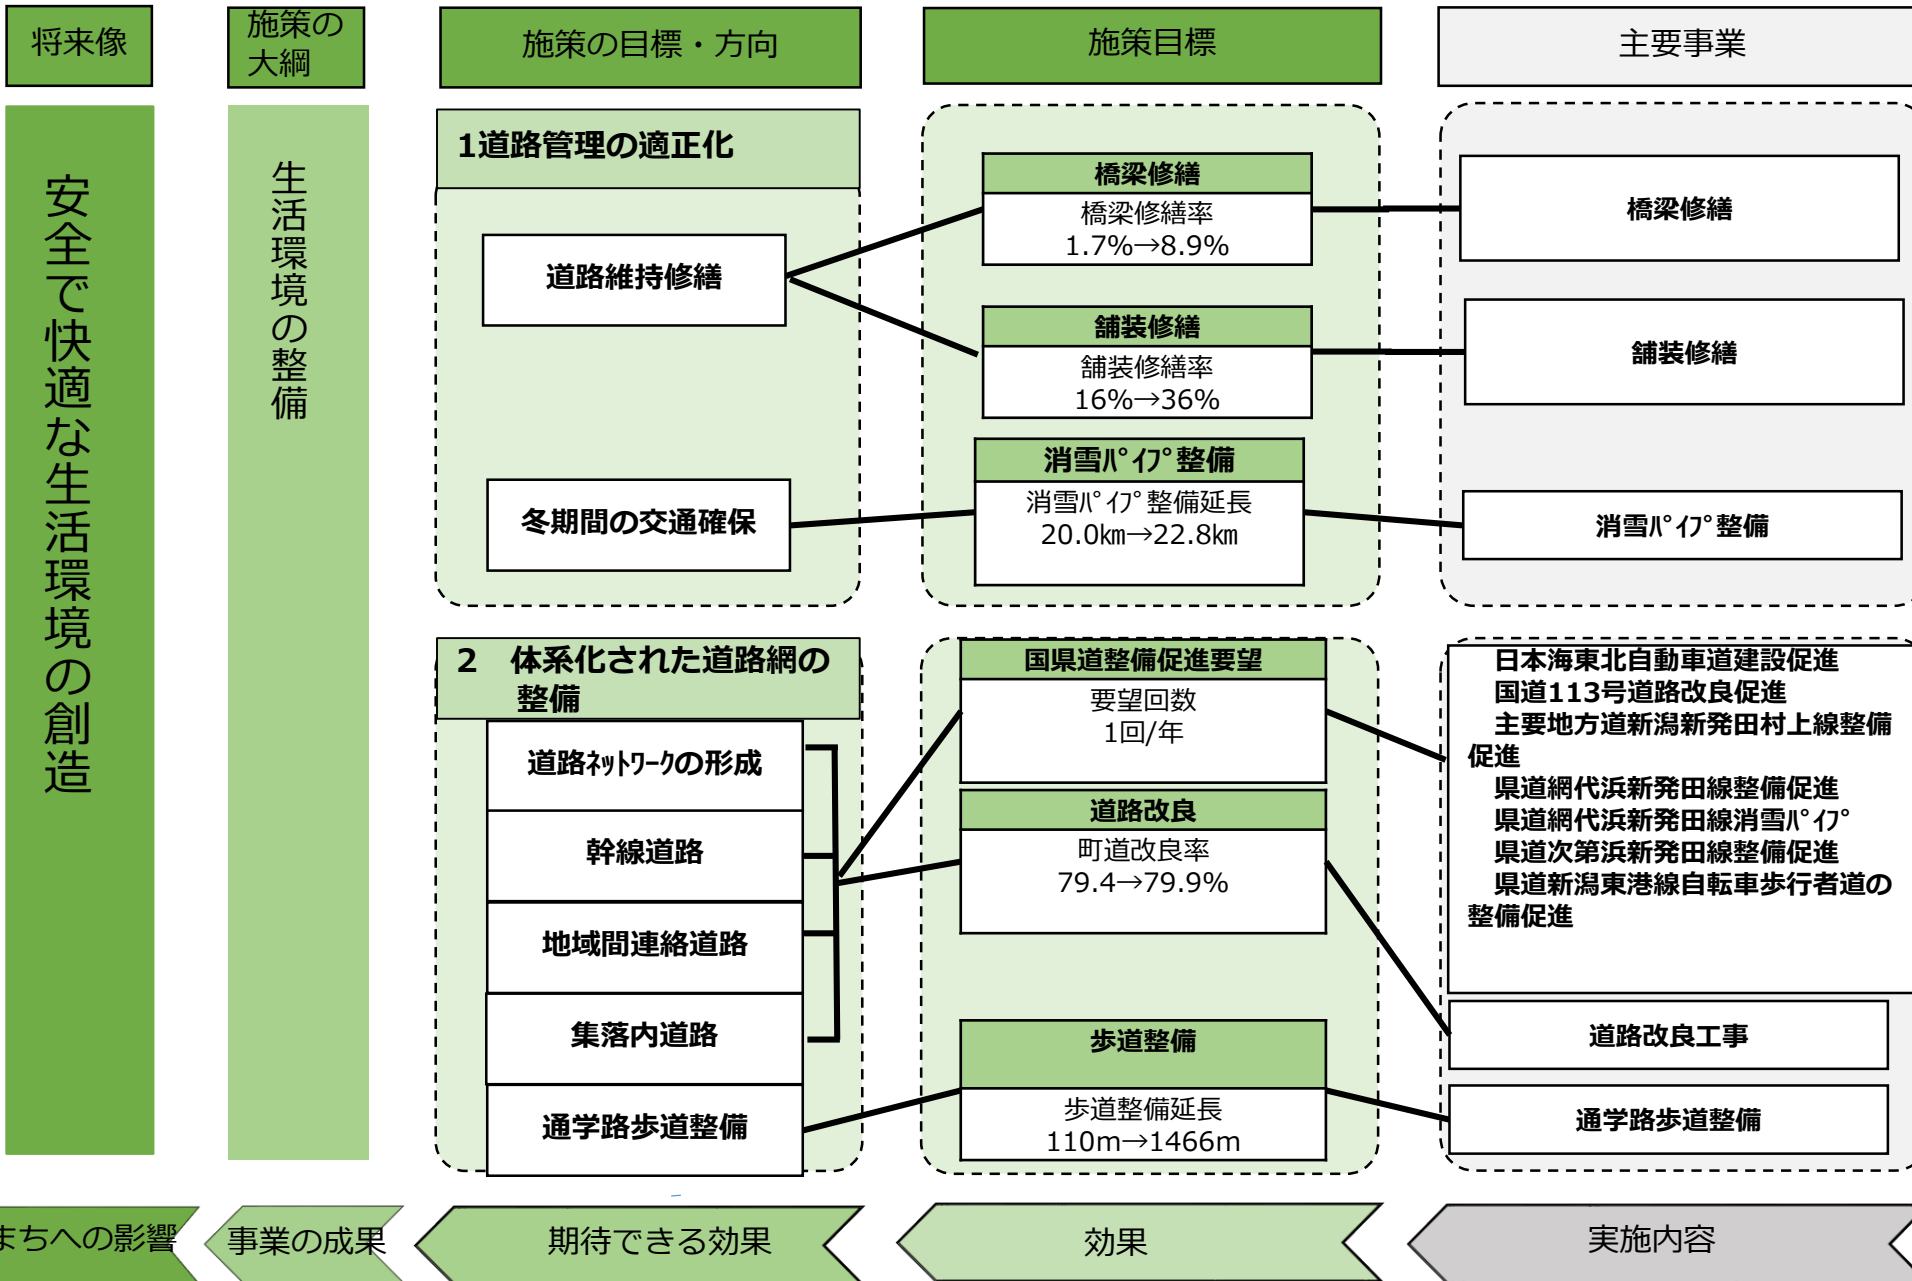 将来像
施策の
大綱
施策の目標・方向
施策目標
主要事業
安全で快適な生活環境の創造
生活環境の整備
1道路管理の適正化
道路維持修繕
冬期間の交通確保
橋梁修繕
橋梁修繕率
1.7%→8.9%
舗装修繕
舗装修繕率
16%→36%
消雪ﾊﾟｲﾌﾟ整備
消雪ﾊﾟｲﾌﾟ整備延長
20.0㎞→22.8㎞
橋梁修繕
舗装修繕
消雪ﾊﾟｲﾌﾟ整備
2　体系化された道路網の
整備
道路ﾈｯﾄﾜｰｸの形成
幹線道路
地域間連絡道路
集落内道路
通学路歩道整備
国県道整備促進要望
要望回数
1回/年
道路改良
町道改良率
79.4→79.9%
歩道整備
歩道整備延長
110m→1466m
日本海東北自動車道建設促進
国道113号道路改良促進
主要地方道新潟新発田村上線整備
促進
県道網代浜新発田線整備促進
県道網代浜新発田線消雪ﾊﾟｲﾌﾟ
県道次第浜新発田線整備促進
県道新潟東港線自転車歩行者道の
整備促進
道路改良工事
通学路歩道整備
まちへの影響
事業の成果
期待できる効果
効果
実施内容